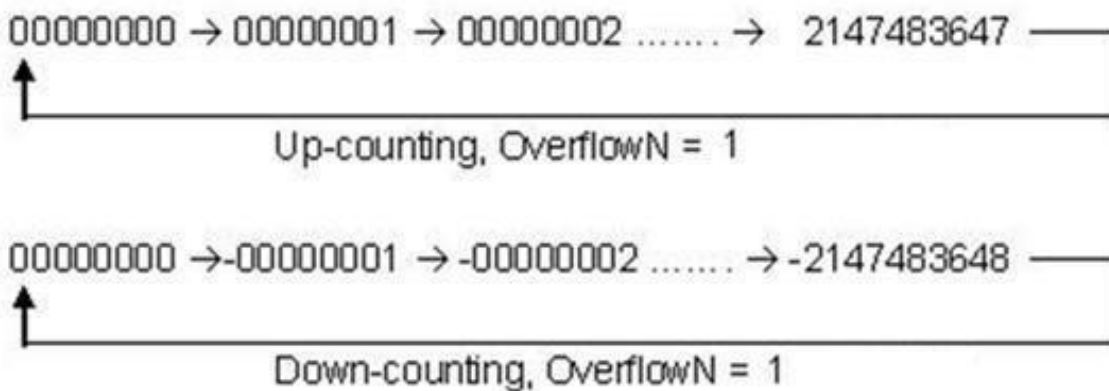 00000000 → 00000001 → 00000002 ....... → 2147483647
Up-counting, OverflowN = 1
00000000 →-00000001 → -00000002 ....... → -2147483648
Down-counting, OverflowN = 1